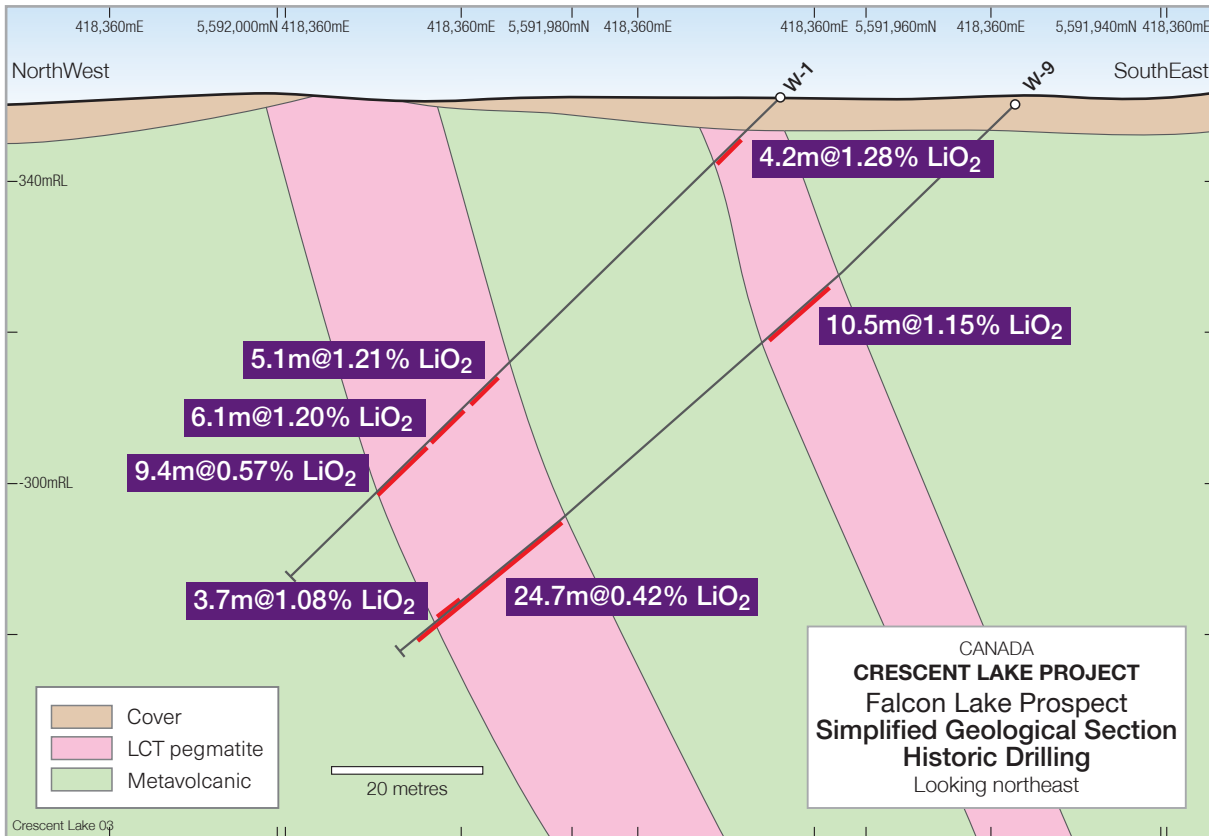 418,360mE 5,592,000mN 418,360mE 418,360mE 5,591,980mN 418,360mE 418,360mE 5,591,960mN 418,360mE 5,591,940mN 418,360mE
NorthWest
SouthEast
W-1
W-9
4.2m@1.28% LiO2
340mRL
10.5m@1.15% LiO2
5.1m@1.21% LiO2
6.1m@1.20% LiO2
9.4m@0.57% LiO2
-300mRL
3.7m@1.08% LiO2
24.7m@0.42% LiO2
CANADA
CRESCENT LAKE PROJECT
Falcon Lake Prospect
Simplified Geological Section
Historic Drilling
Looking northeast
Cover
LCT pegmatite
Metavolcanic
20 metres
Crescent Lake 03